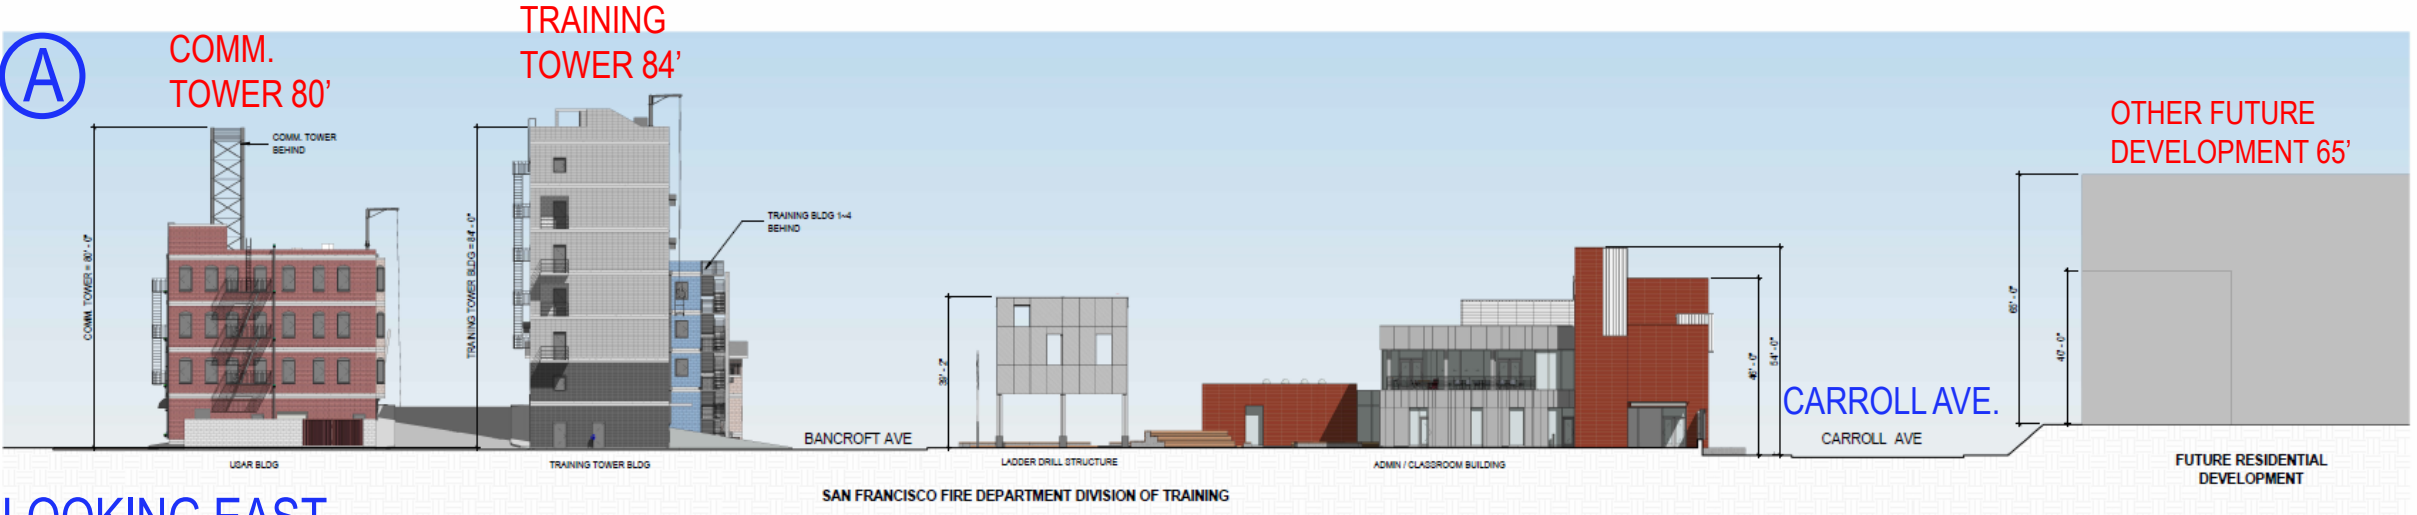 A
COMM.
TOWER 80’
TRAINING
TOWER 84’
OTHER FUTURE
DEVELOPMENT 65’
COMM. TOWER
BEHIND
TRAINING BLDG 1~4
BEHIND
COMM. TOWER = 80' - 0"
TRAINING TOWER BLDG = 84' - 0"
39' - 2"
46' - 0"
54' - 0"
65' - 0"
40' - 0"
CARROLL AVE.
BANCROFT AVE
CARROLL AVE
USAR BLDG
TRAINING TOWER BLDG
LADDER DRILL STRUCTURE
ADMIN / CLASSROOM BUILDING
FUTURE RESIDENTIAL
DEVELOPMENT
SAN FRANCISCO FIRE DEPARTMENT DIVISION OF TRAINING
LOOKING EAST